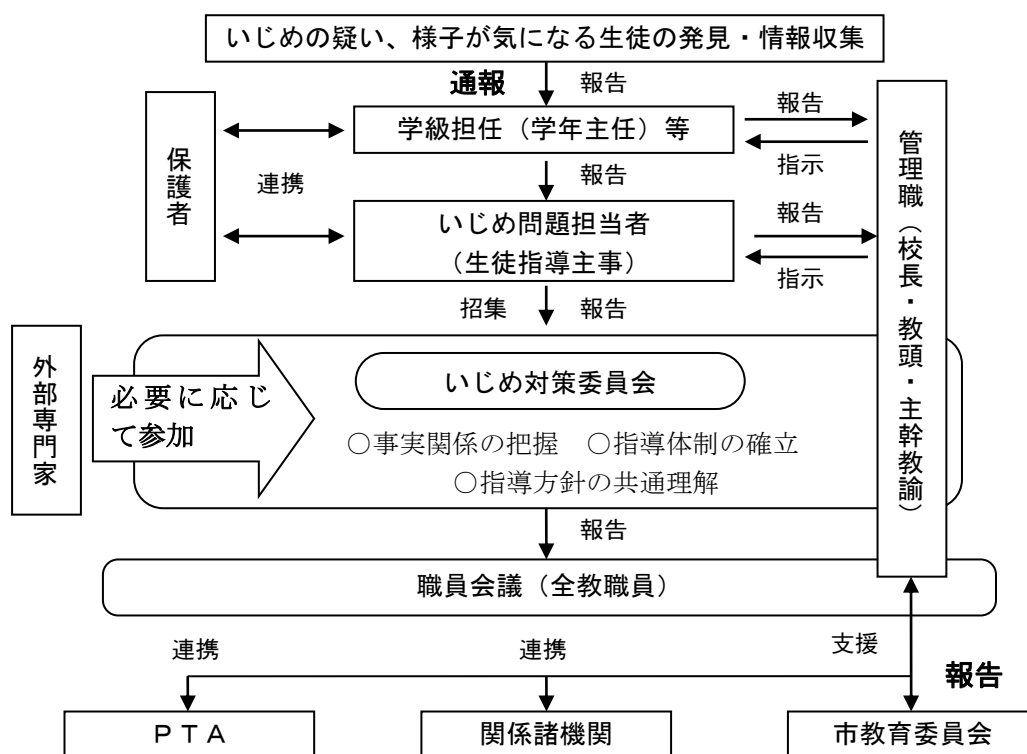 いじめの疑い、様子が気になる生徒の発見・情報収集
通報
報告
学級担任（学年主任）等
報告
指示
保護者
連携
報告
いじめ問題担当者
（生徒指導主事）
報告
指示
管理職（校長・教頭・主幹教諭）
招集
報告
外部専門家
必要に応じ
て参加
いじめ対策委員会
○事実関係の把握　○指導体制の確立
○指導方針の共通理解
報告
職員会議（全教職員）
連携
連携
支援
報告
ＰＴＡ
関係諸機関
市教育委員会